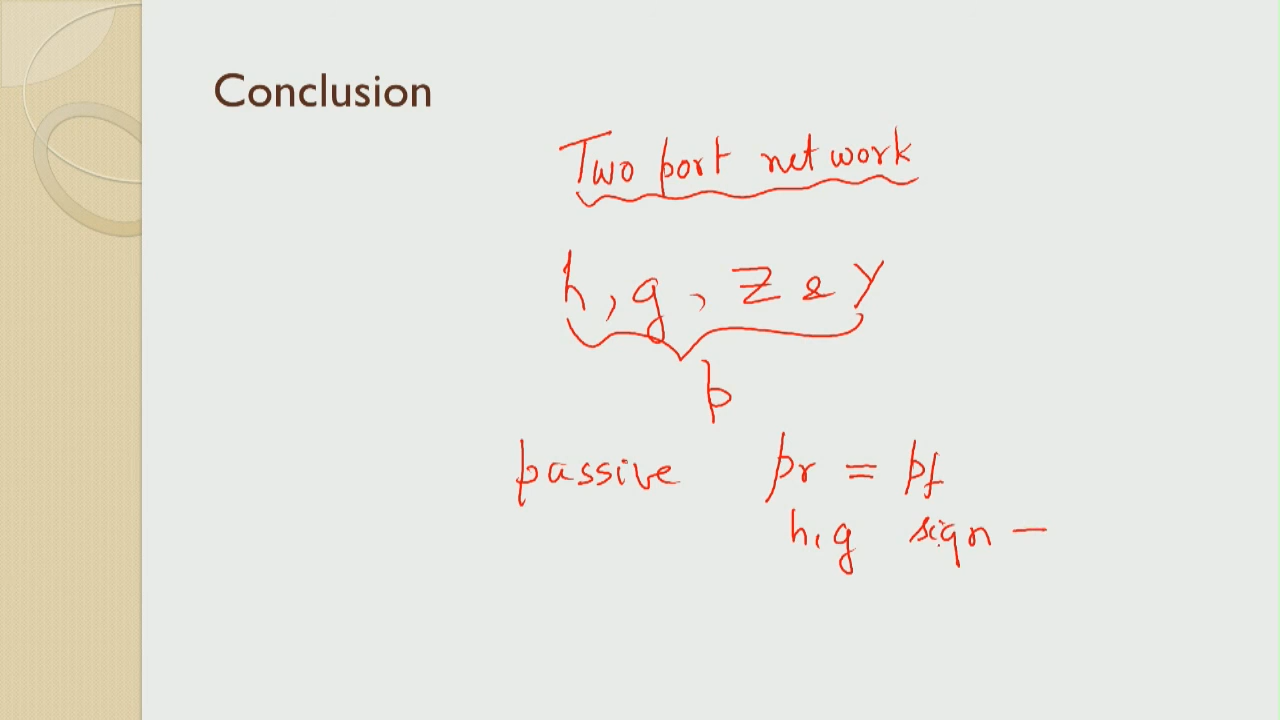 Conclusion
Two port network
h, g, Z & Y
p
passive pr = pf
h, g sign -